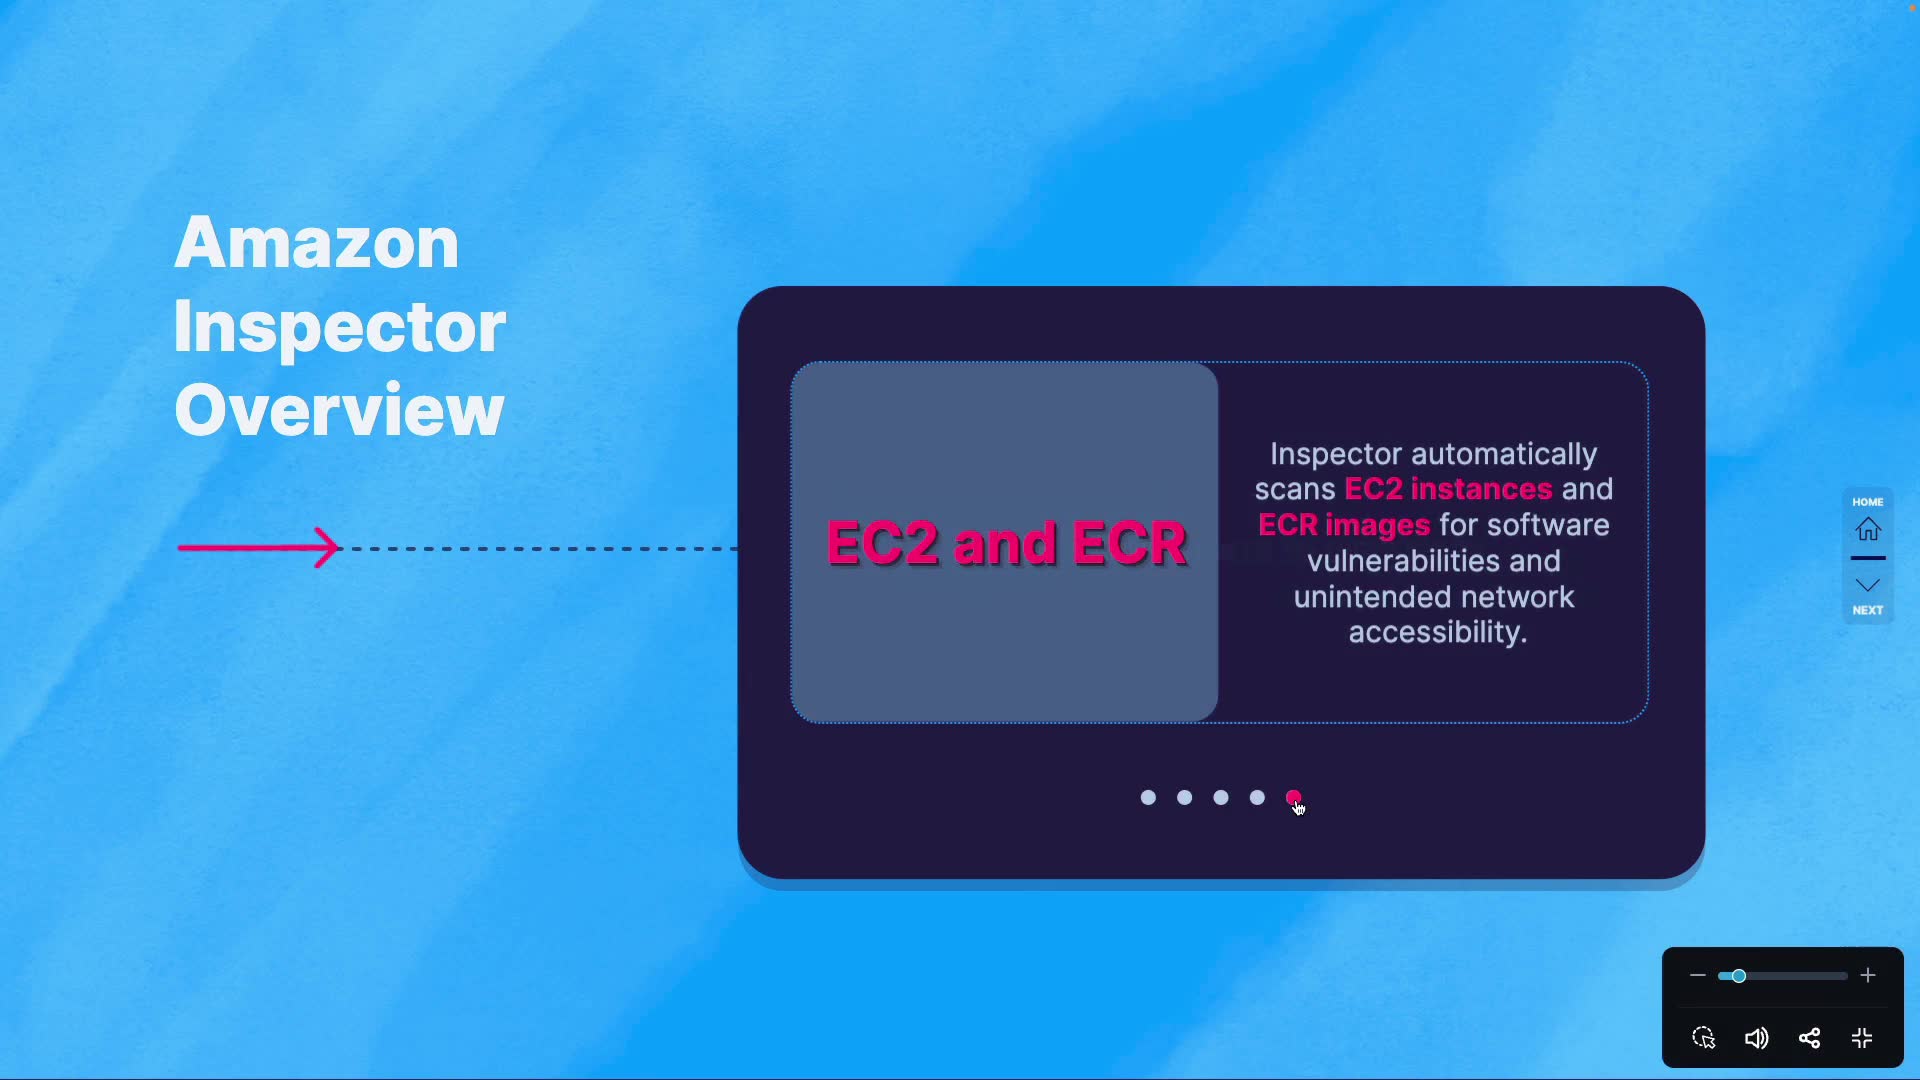 Amazon
Inspector
Overview
EC2 and ECR
Inspector automatically
scans EC2 instances and
ECR images for software
vulnerabilities and
unintended network
accessibility.
HOME
NEXT